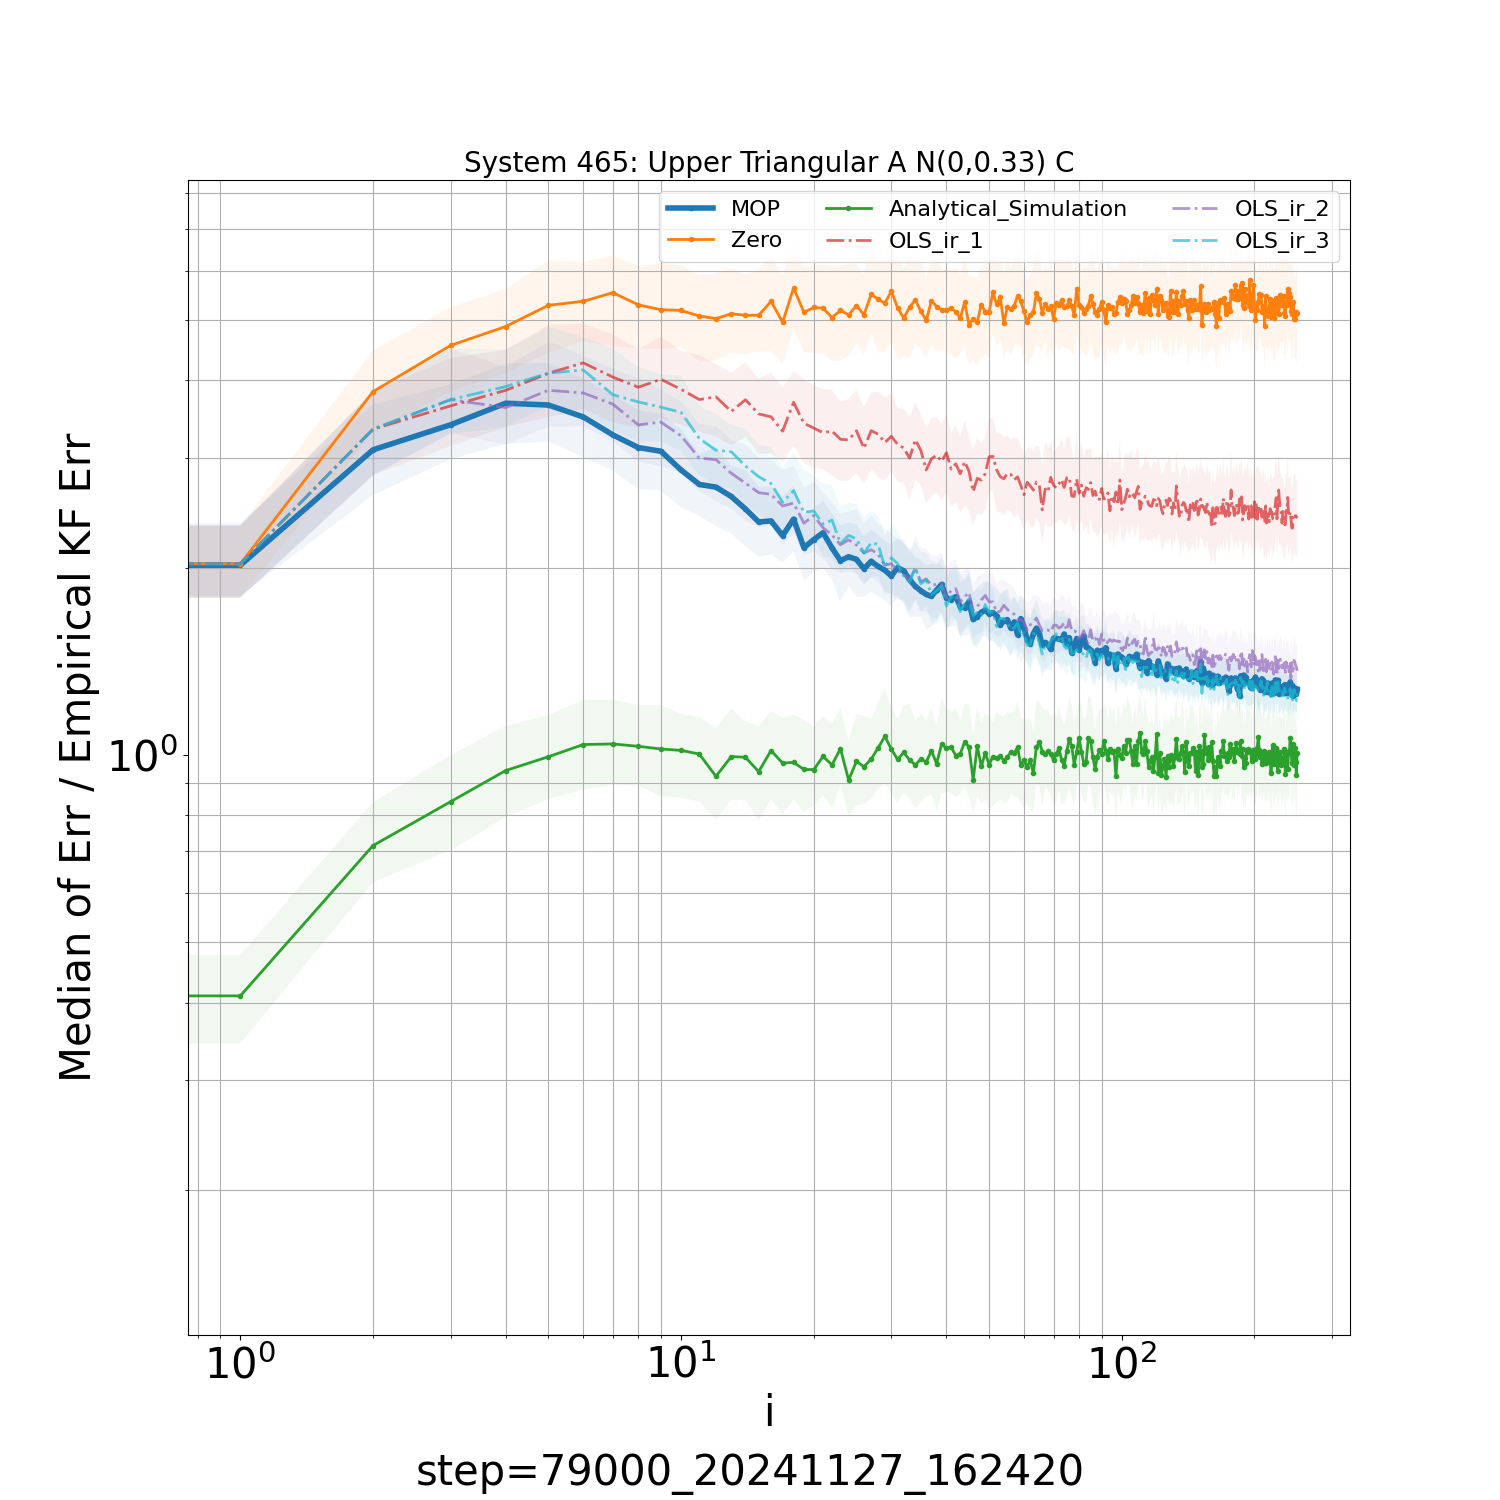 System 465: Upper Triangular A N(0,0.33) C
MOP
Zero
Analytical_Simulation
OLS_ir_1
OLS_ir_2
OLS_ir_3
Median of Err / Empirical KF Err
10⁰
10⁰
10¹
10²
i
step=79000_20241127_162420